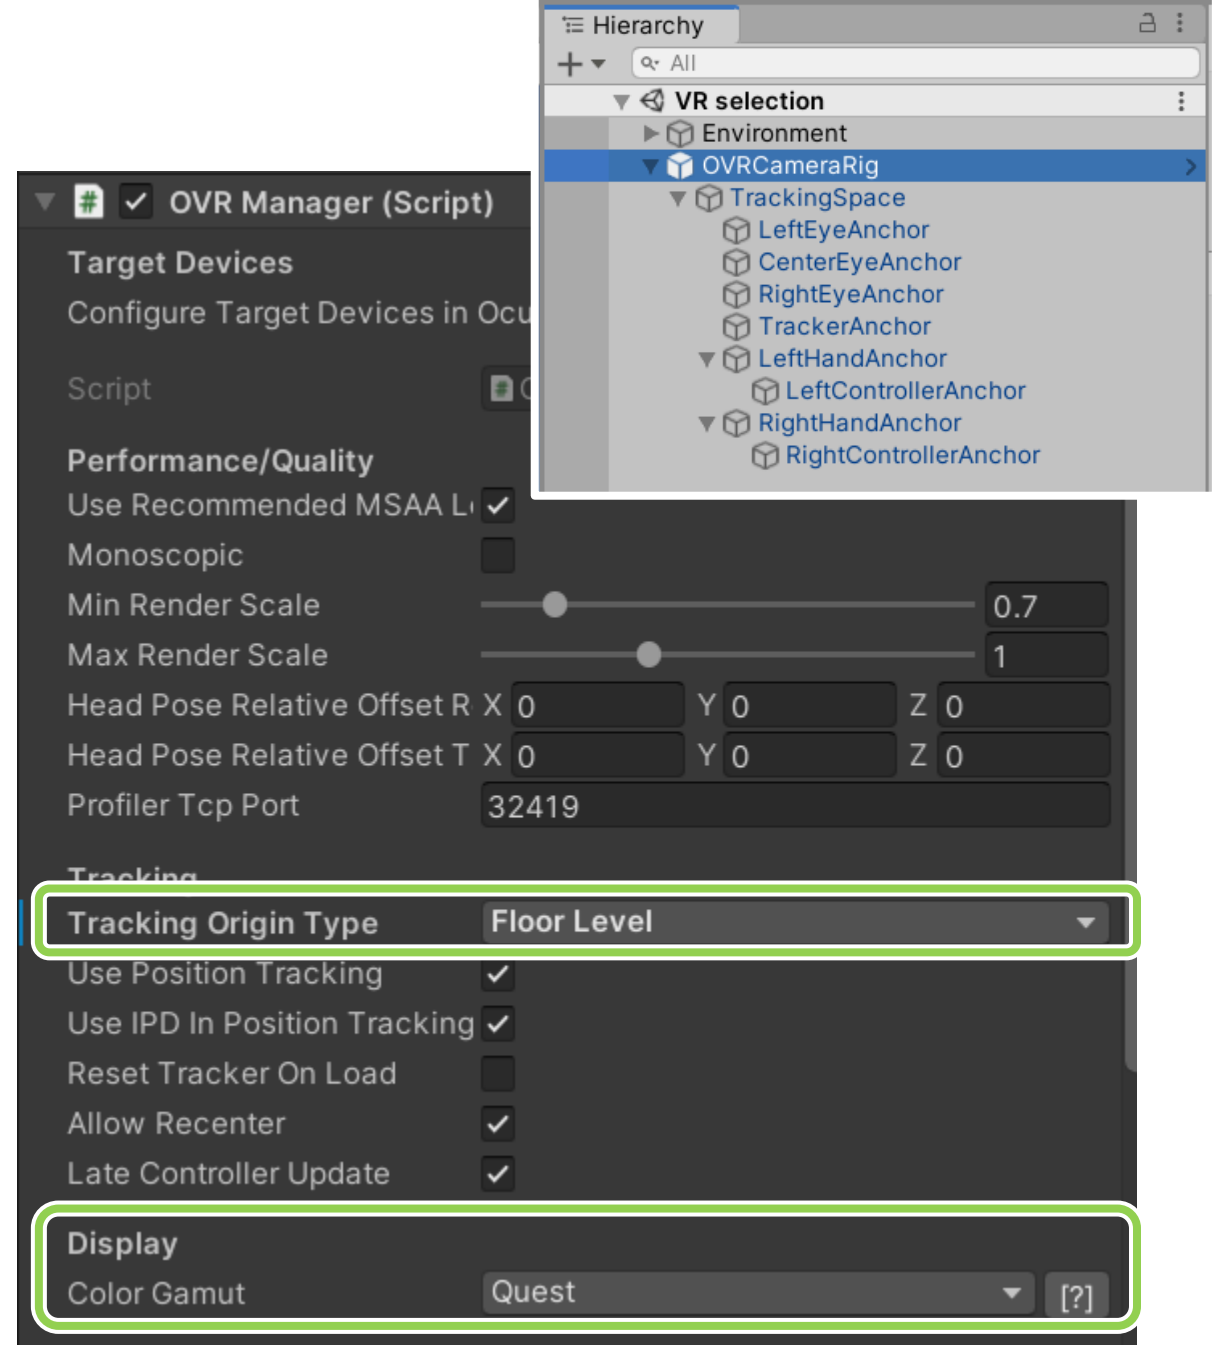 Hierarchy
All
VR selection
Environment
OVRCameraRig
TrackingSpace
LeftEyeAnchor
CenterEyeAnchor
RightEyeAnchor
TrackerAnchor
LeftHandAnchor
LeftControllerAnchor
RightHandAnchor
RightControllerAnchor
# OVR Manager (Script)
Target Devices
Configure Target Devices in Ocu
Script # O
Performance/Quality
Use Recommended MSAA L
Monoscopic
Min Render Scale 0.7
Max Render Scale 1
Head Pose Relative Offset R X 0 Y 0 Z 0
Head Pose Relative Offset T X 0 Y 0 Z 0
Profiler Tcp Port 32419
Tracking
Tracking Origin Type Floor Level
Use Position Tracking
Use IPD In Position Tracking
Reset Tracker On Load
Allow Recenter
Late Controller Update
Display
Color Gamut Quest [?]